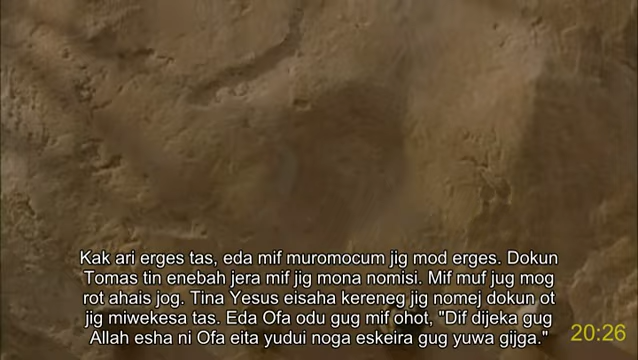 Kak ari erges tas, eda mif muromocum jig mod erges. Dokun
Tomas tin enebah jera mif jig mona nomisi. Mif muf jug mog
rot ahais jog. Tina Yesus eisaha kereneg jig nomej dokun ot
jig miwekesa tas. Eda Ofa odu gug mif ohot, "Dif dijeka gug
Allah esha ni Ofa eita yudui noga eskeira gug yuwa gijga."
20:26